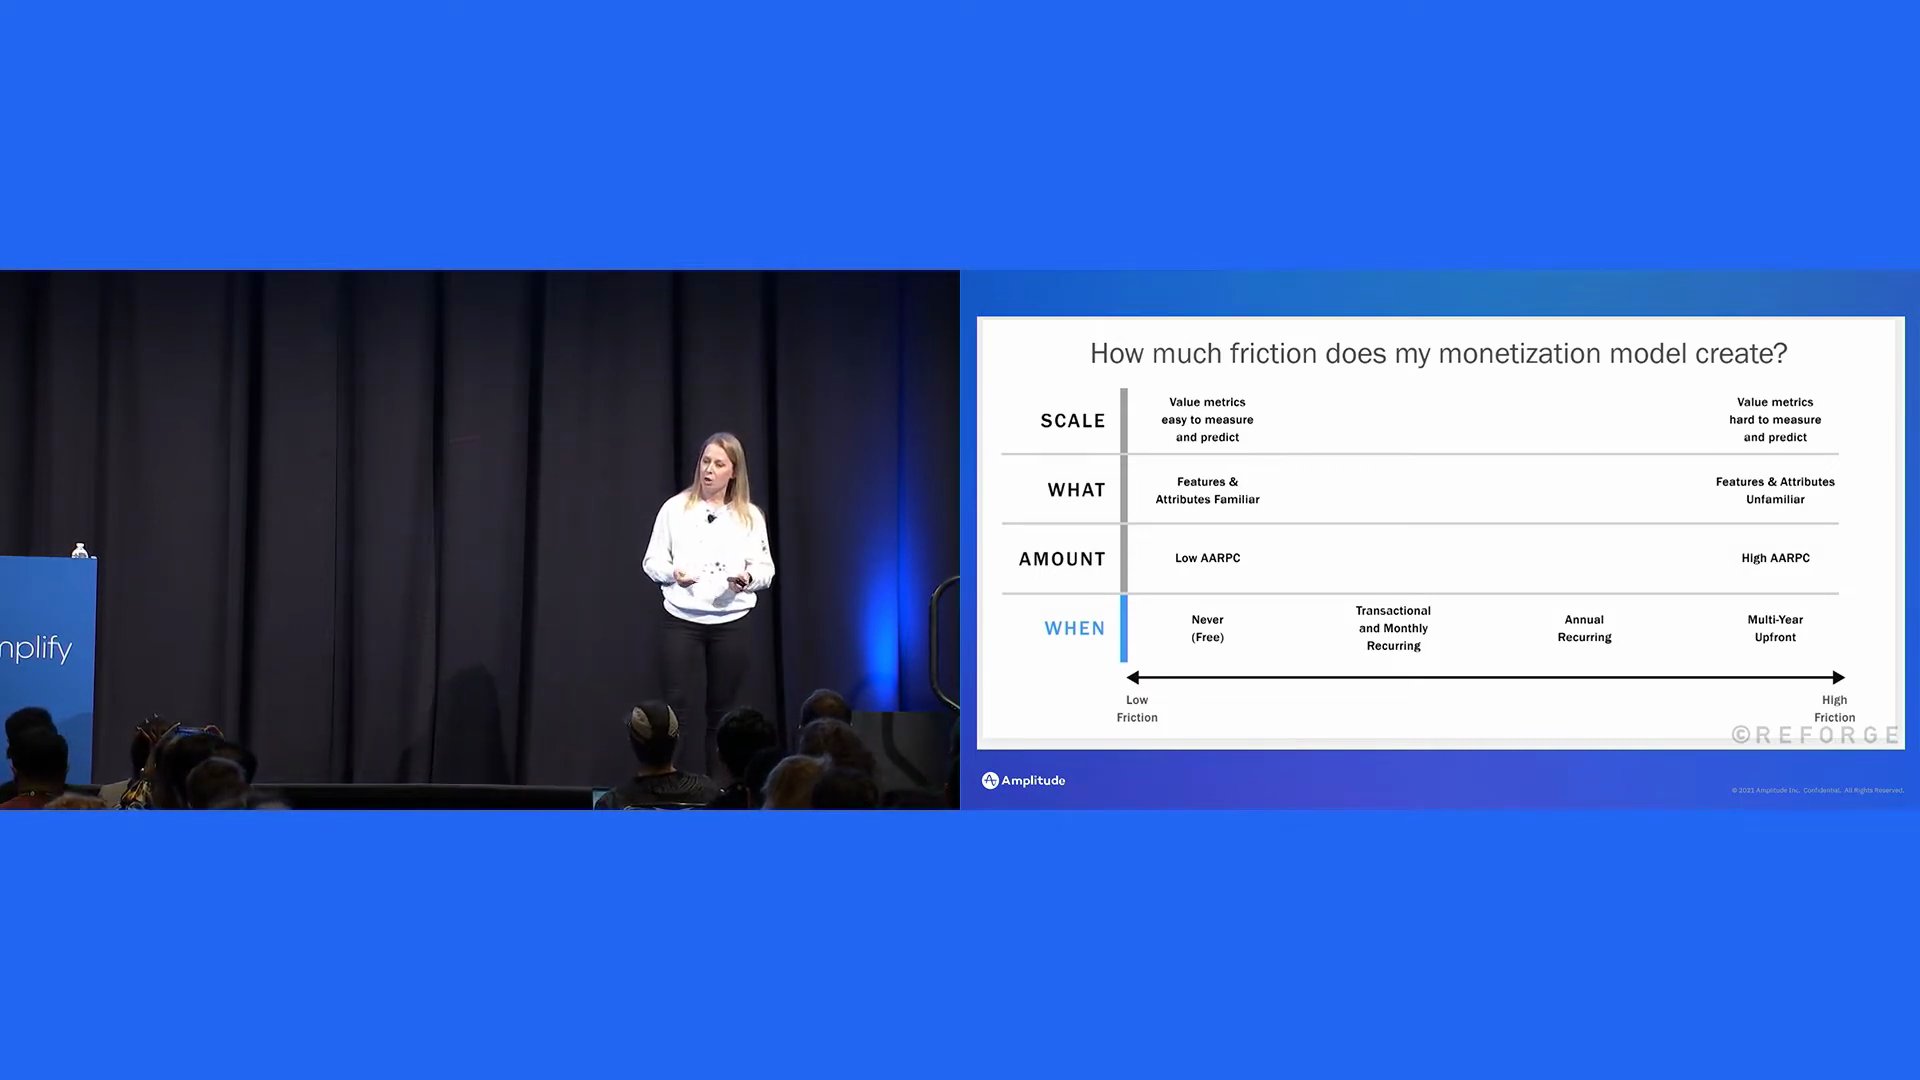 mplify
How much friction does my monetization model create?
SCALE
Value metrics
easy to measure
and predict
Value metrics
hard to measure
and predict
WHAT
Features &
Attributes Familiar
Features & Attributes
Unfamiliar
AMOUNT
Low AARPC
High AARPC
WHEN
Never
(Free)
Transactional
and Monthly
Recurring
Annual
Recurring
Multi-Year
Upfront
Low
Friction
High
Friction
©REFORGE
Amplitude
© 2021 Amplitude Inc. Confidential. All Rights Reserved.